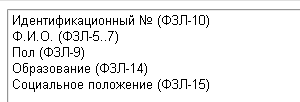 Идентификационный № (ФЗЛ-10)
Ф.И.О. (ФЗЛ-5..7)
Пол (ФЗЛ-9)
Образование (ФЗЛ-14)
Социальное положение (ФЗЛ-15)